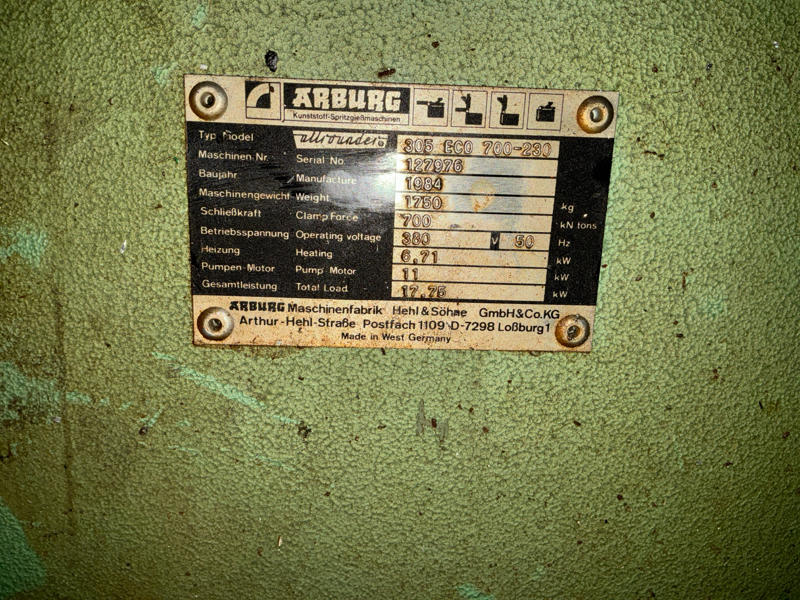 ARBURG
Kunststoff-Spritzgießmaschinen
Typ Model allrounder 305 ECO 700-230
Maschinen Nr. Serial No. 127976
Baujahr Manufacture 1984
Maschinengewicht Weight 1750 kg
Schließkraft Clamp Force 700 kN tons
Betriebsspannung Operating voltage 380 V 50 Hz
Heizung Heating 6,71 kW
Pumpen-Motor Pump Motor 11 kW
Gesamtleistung Total Load 17,75 kW
ARBURG Maschinenfabrik Hehl & Söhne GmbH & Co. KG
Arthur-Hehl-Straße Postfach 1109 D-7298 Loßburg 1
Made in West Germany